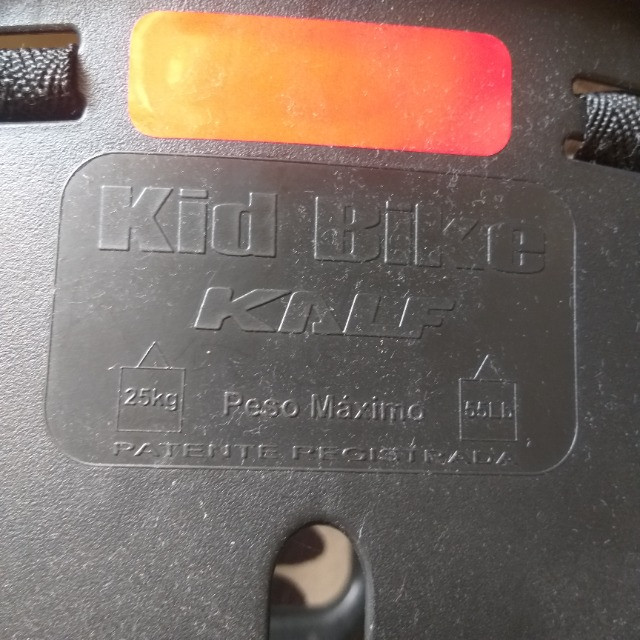 Kid Bike
KALF
25kg Peso Máximo 55Lb
PATENTE REGISTRADA